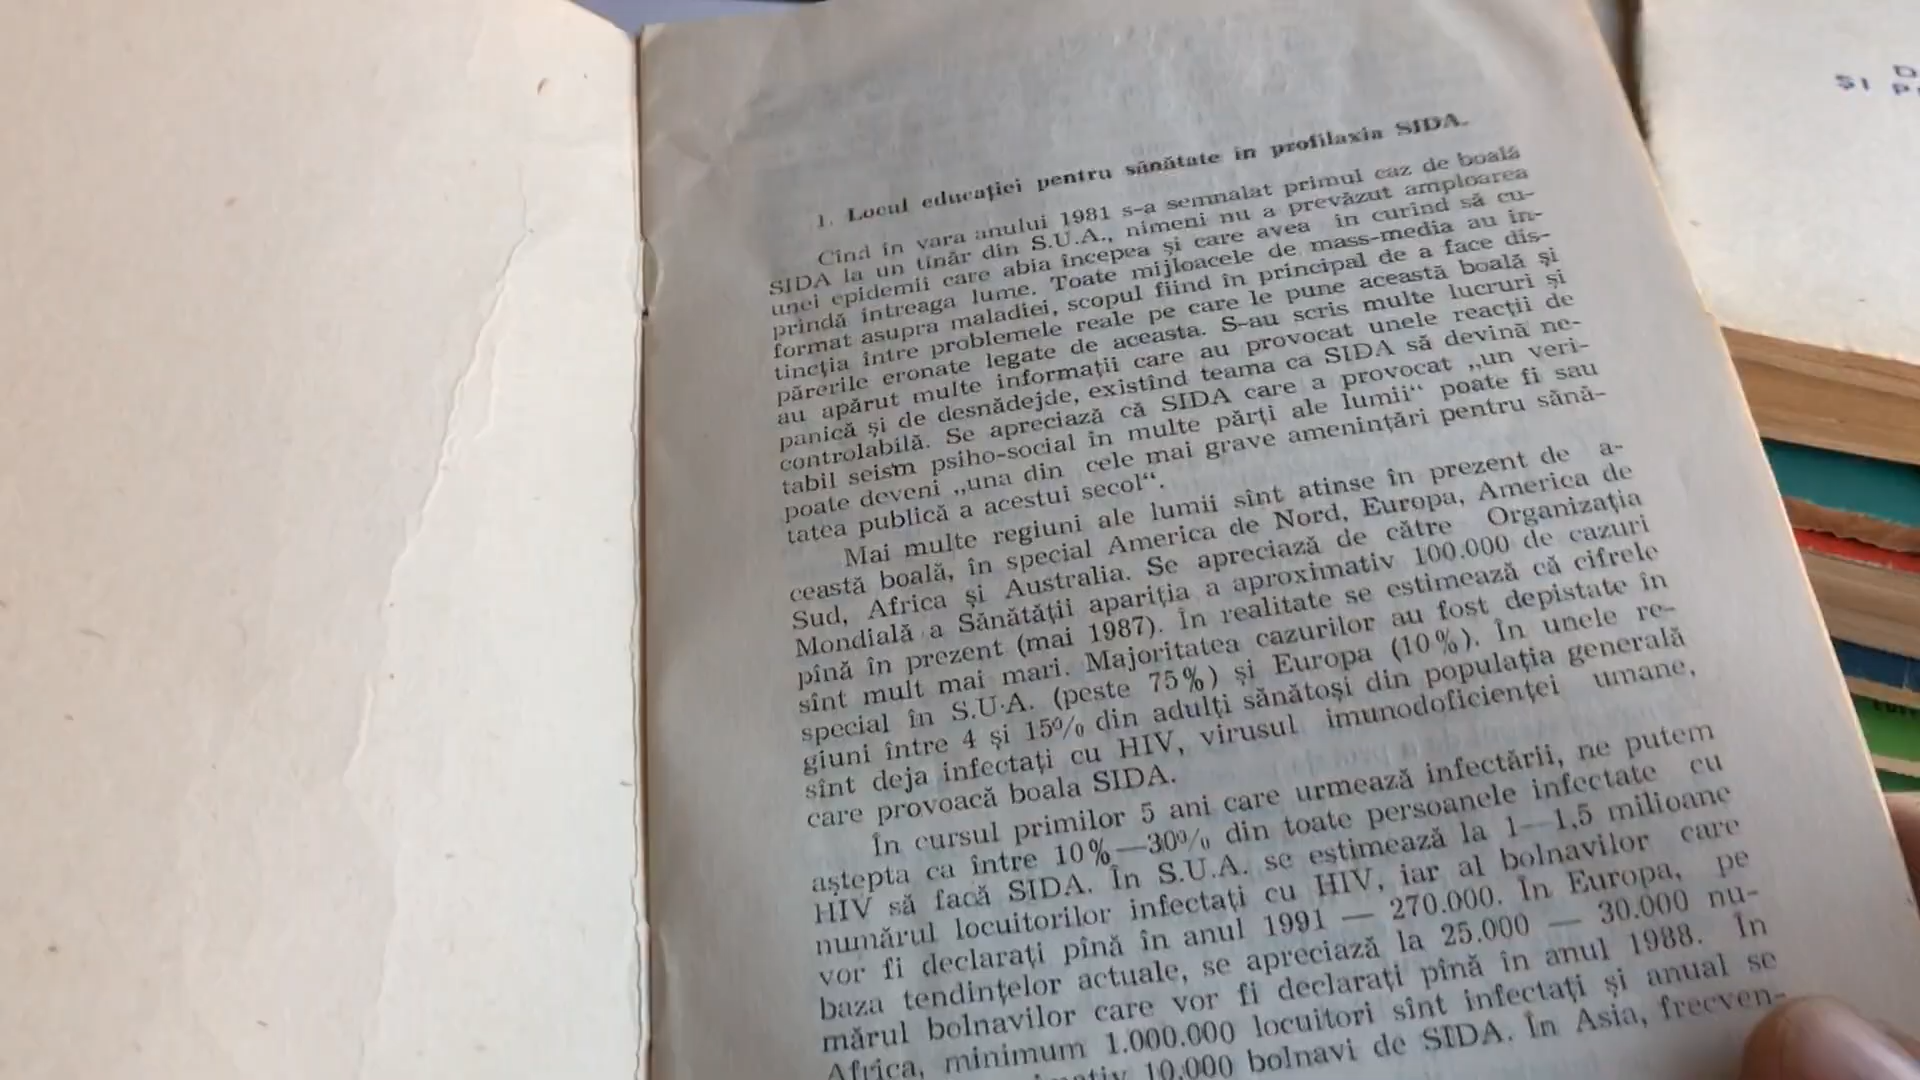 1. Locul educației pentru sănătate în profilaxia SIDA.
Cînd în vara anului 1981 s-a semnalat primul caz de boală
SIDA la un tînăr din S.U.A., nimeni nu a prevăzut amploarea
unei epidemii care abia începea și care avea în curînd să cu-
prindă întreaga lume. Toate mijloacele de mass-media au in-
format asupra maladiei, scopul fiind în principal de a face dis-
tincția între problemele reale pe care le pune această boală și
părerile eronate legate de aceasta. S-au scris multe lucruri și
au apărut multe informații care au provocat unele reacții de
panică și de desnădejde, existînd teama ca SIDA să devină ne-
controlabilă. Se apreciază că SIDA care a provocat „un veri-
tabil seism psiho-social în multe părți ale lumii“ poate fi sau
poate deveni „una din cele mai grave amenințări pentru sănă-
tatea publică a acestui secol“.
Mai multe regiuni ale lumii sînt atinse în prezent de a-
ceastă boală, în special America de Nord, Europa, America de
Sud, Africa și Australia. Se apreciază de către Organizația
Mondială a Sănătății apariția a aproximativ 100.000 de cazuri
pînă în prezent (mai 1987). În realitate se estimează că cifrele
sînt mult mai mari. Majoritatea cazurilor au fost depistate în
special în S.U.A. (peste 75%) și Europa (10%). În unele re-
giuni între 4 și 15% din adulți sănătoși din populația generală
sînt deja infectați cu HIV, virusul imunodoficienței umane,
care provoacă boala SIDA.
În cursul primilor 5 ani care urmează infectării, ne putem
aștepta ca între 10%—30% din toate persoanele infectate cu
HIV să facă SIDA. În S.U.A. se estimează la 1—1,5 milioane
numărul locuitorilor infectați cu HIV, iar al bolnavilor care
vor fi declarați pînă în anul 1991 — 270.000. În Europa, pe
baza tendințelor actuale, se apreciază la 25.000 — 30.000 nu-
mărul bolnavilor care vor fi declarați pînă în anul 1988. În
Africa, minimum 1.000.000 locuitori sînt infectați și anual se
10.000 bolnavi de SIDA. În Asia, frecven-
ȘI